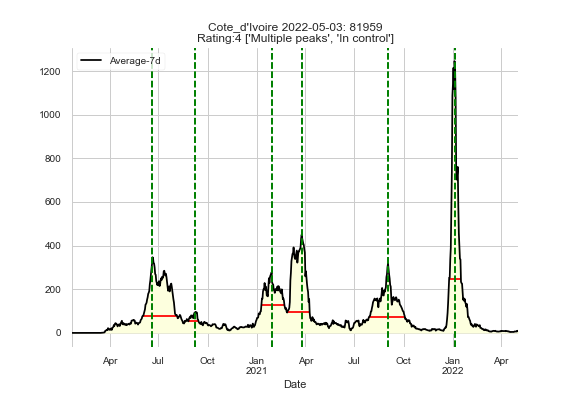 Cote_d'Ivoire 2022-05-03: 81959
Rating:4 ['Multiple peaks', 'In control']
Average-7d
1200
1000
800
600
400
200
0
Apr
Jul
Oct
Jan
2021
Apr
Jul
Oct
Jan
2022
Apr
Date